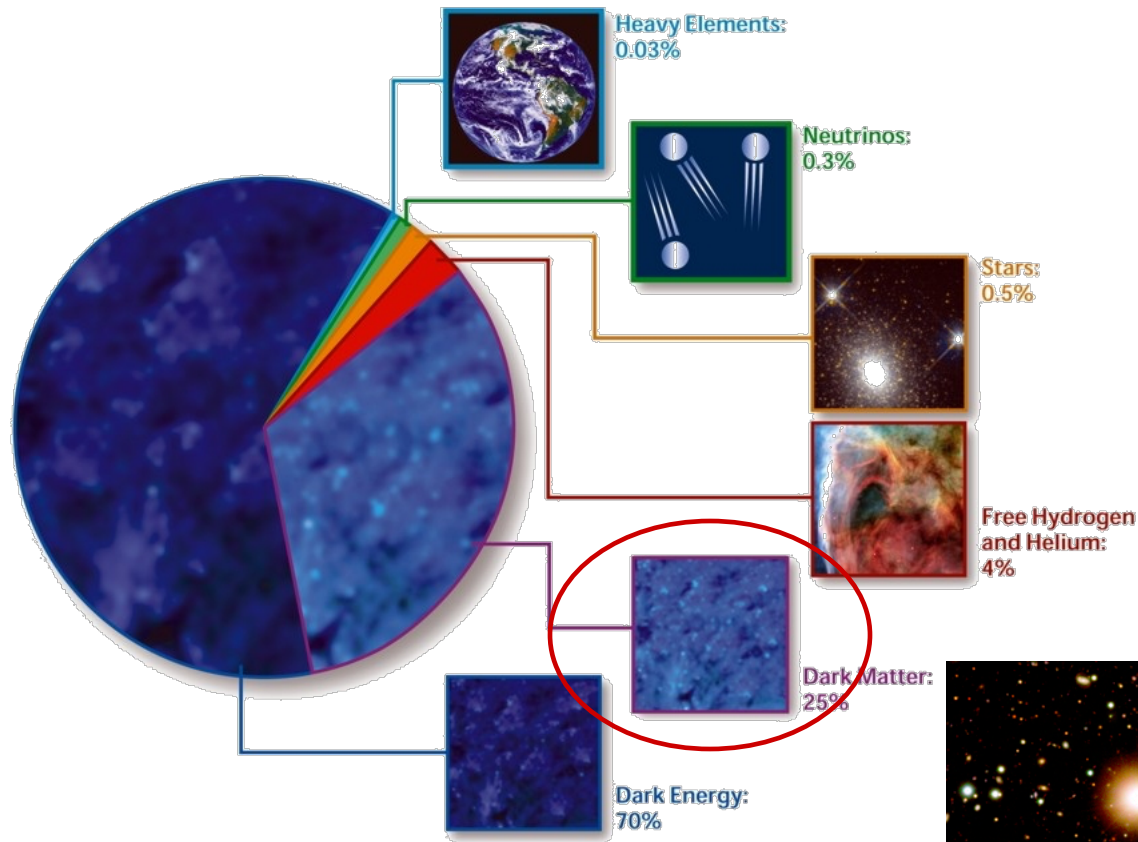 Heavy Elements:
0.03%
Neutrinos:
0.3%
Stars:
0.5%
Free Hydrogen
and Helium:
4%
Dark Matter:
25%
Dark Energy:
70%